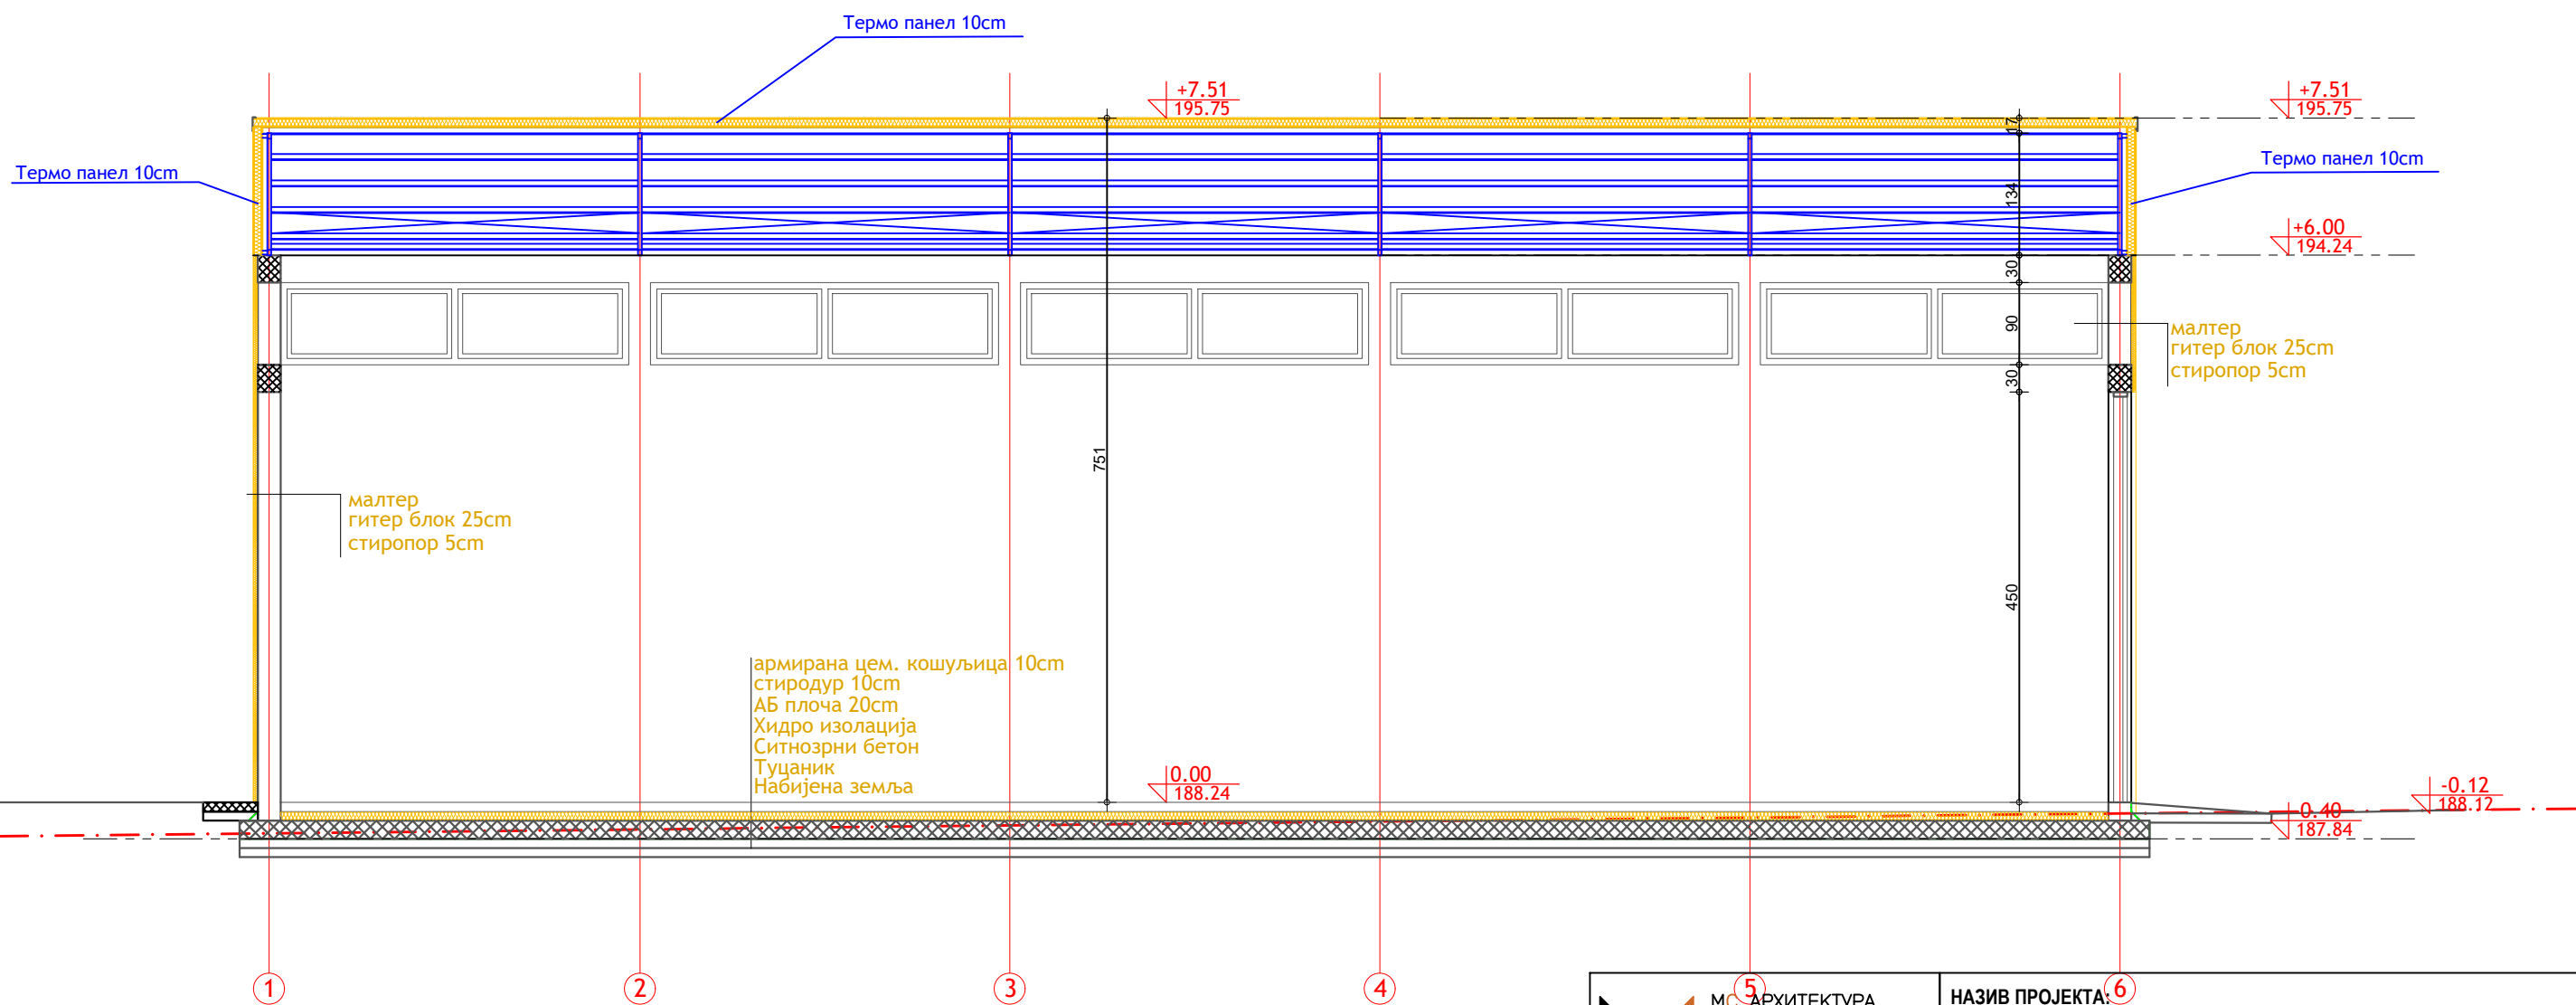 Термо панел 10cm
+7.51
195.75
+7.51
195.75
17
Термо панел 10cm
Термо панел 10cm
134
+6.00
194.24
30
90
малтер
гитер блок 25cm
стиропор 5cm
30
751
малтер
гитер блок 25cm
стиропор 5cm
450
армирана цем. кошуљица 10cm
стиродур 10cm
АБ плоча 20cm
Хидро изолација
Ситнозрни бетон
Туцаник
Набијена земља
0.00
188.24
-0.12
188.12
-0.40
187.84
1
2
3
4
5
6
МС АРХИТЕКТУРА
НАЗИВ ПРОЈЕКТА: